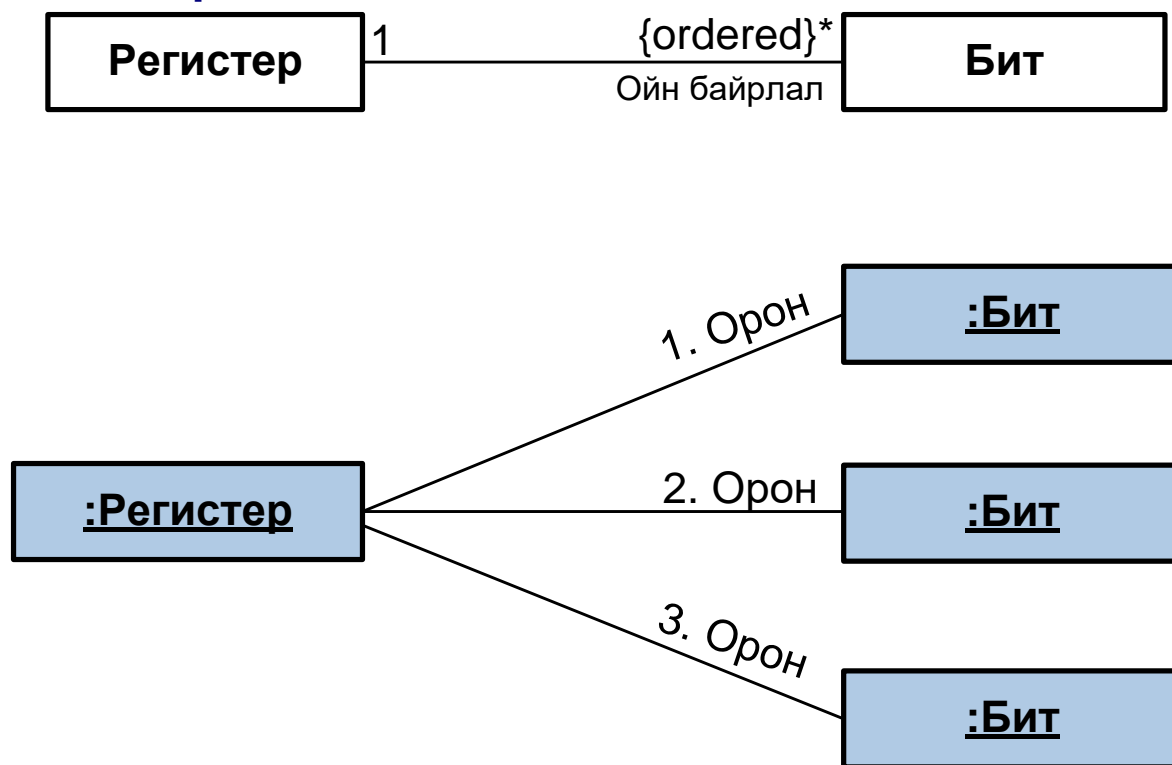 Регистер
1
{ordered}*
Бит
Ойн байрлал
:Бит
1. Орон
:Регистер
2. Орон
:Бит
3. Орон
:Бит